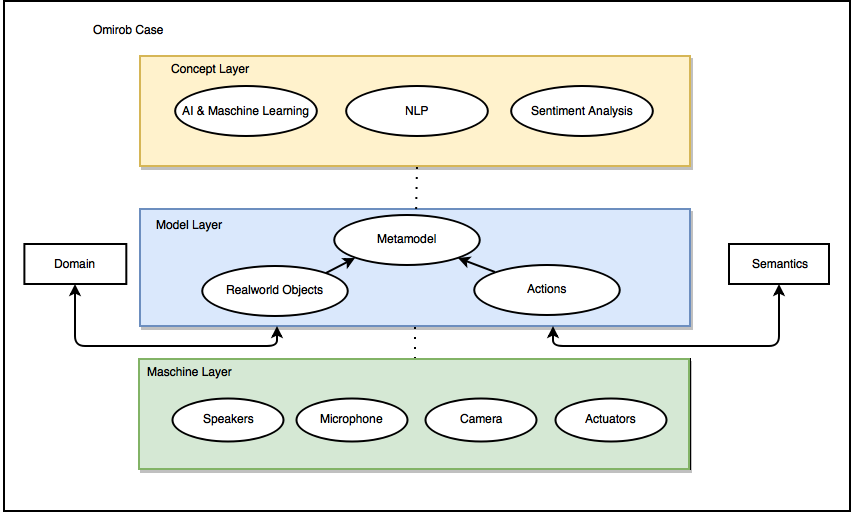 Omirob Case
Concept Layer
AI & Maschine Learning
NLP
Sentiment Analysis
Model Layer
Metamodel
Domain
Semantics
Realworld Objects
Actions
Maschine Layer
Speakers
Microphone
Camera
Actuators